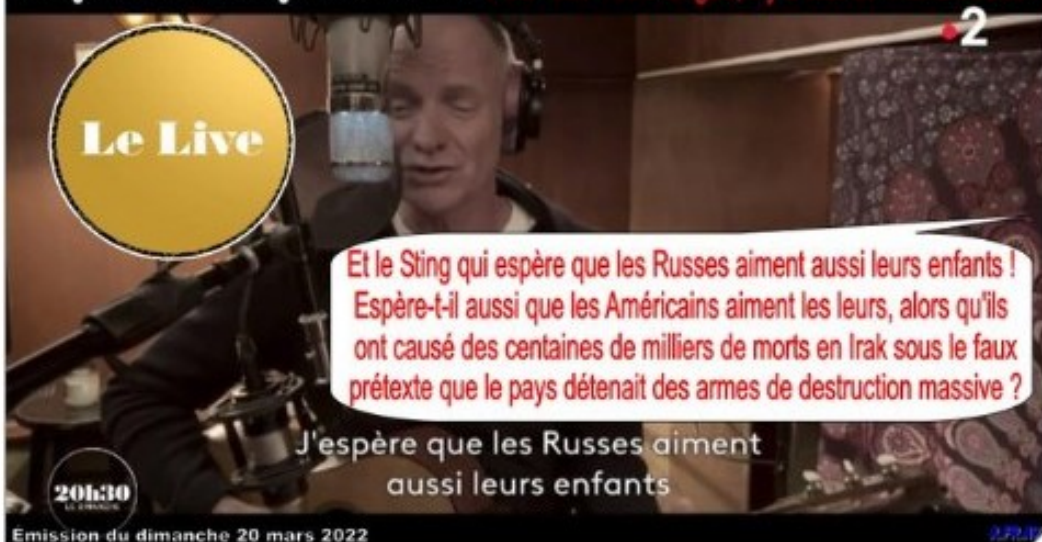 2
Le Live
Et le Sting qui espère que les Russes aiment aussi leurs enfants !
Espère-t-il aussi que les Américains aiment les leurs, alors qu'ils
ont causé des centaines de milliers de morts en Irak sous le faux
prétexte que le pays détenait des armes de destruction massive ?
J'espère que les Russes aiment
aussi leurs enfants
20h30
LE DIMANCHE
Émission du dimanche 20 mars 2022